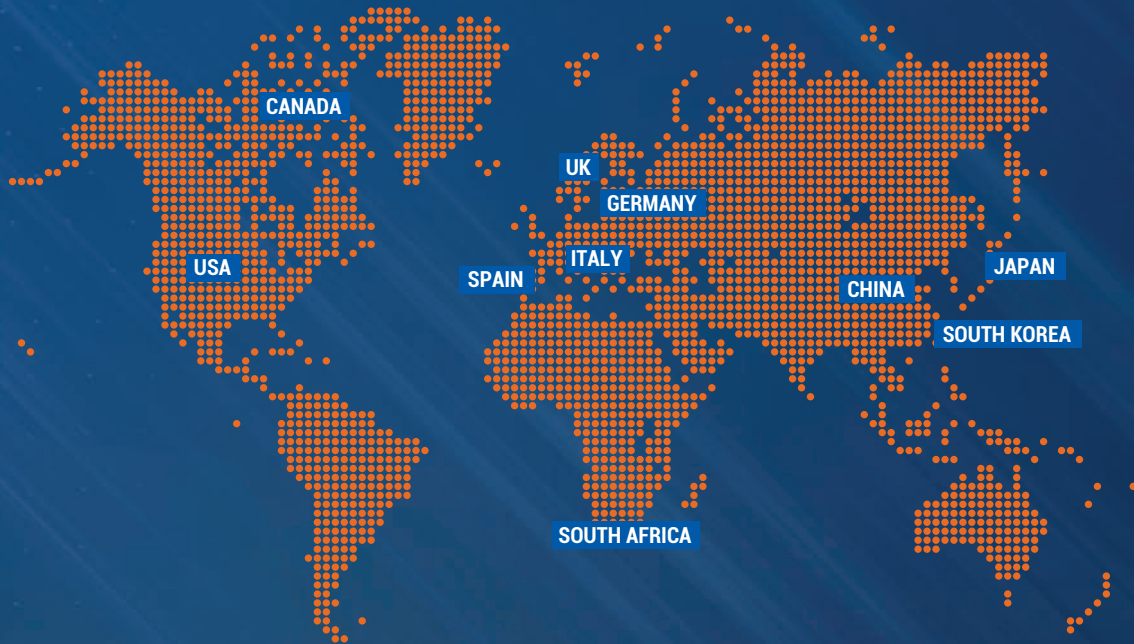 CANADA
UK
GERMANY
ITALY
USA
SPAIN
JAPAN
CHINA
SOUTH KOREA
SOUTH AFRICA